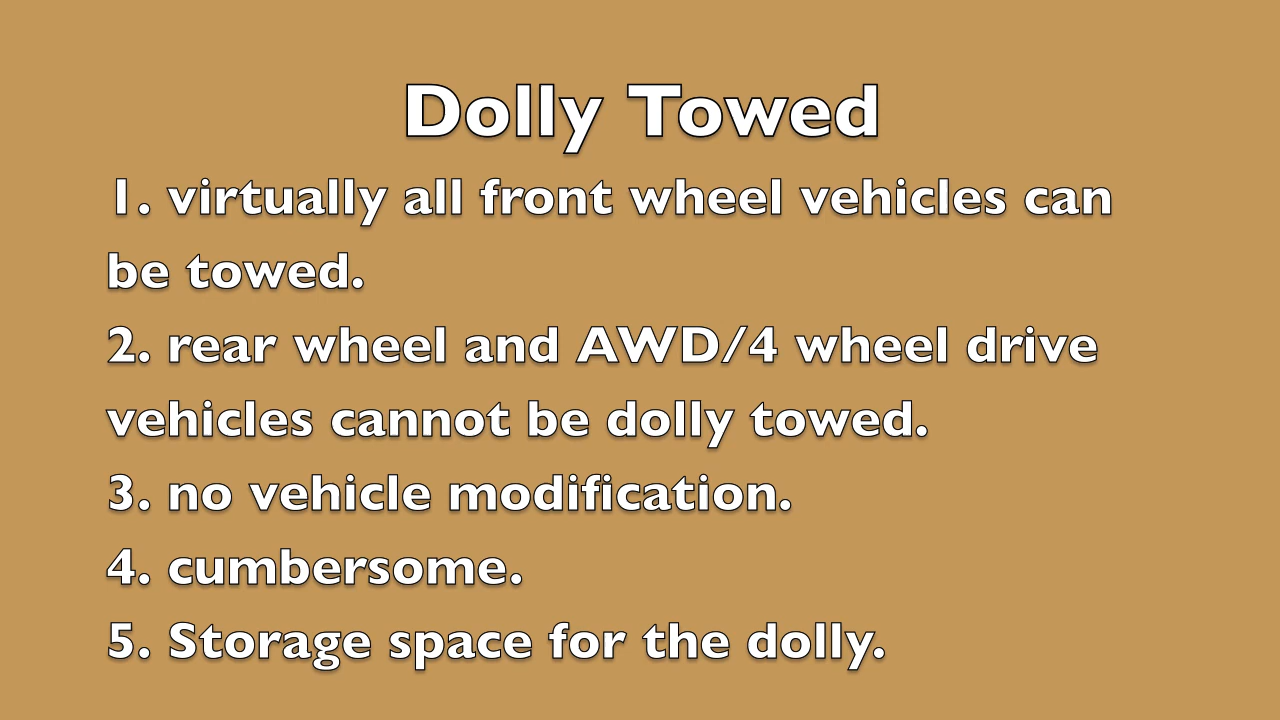 Dolly Towed
1. virtually all front wheel vehicles can
be towed.
2. rear wheel and AWD/4 wheel drive
vehicles cannot be dolly towed.
3. no vehicle modification.
4. cumbersome.
5. Storage space for the dolly.